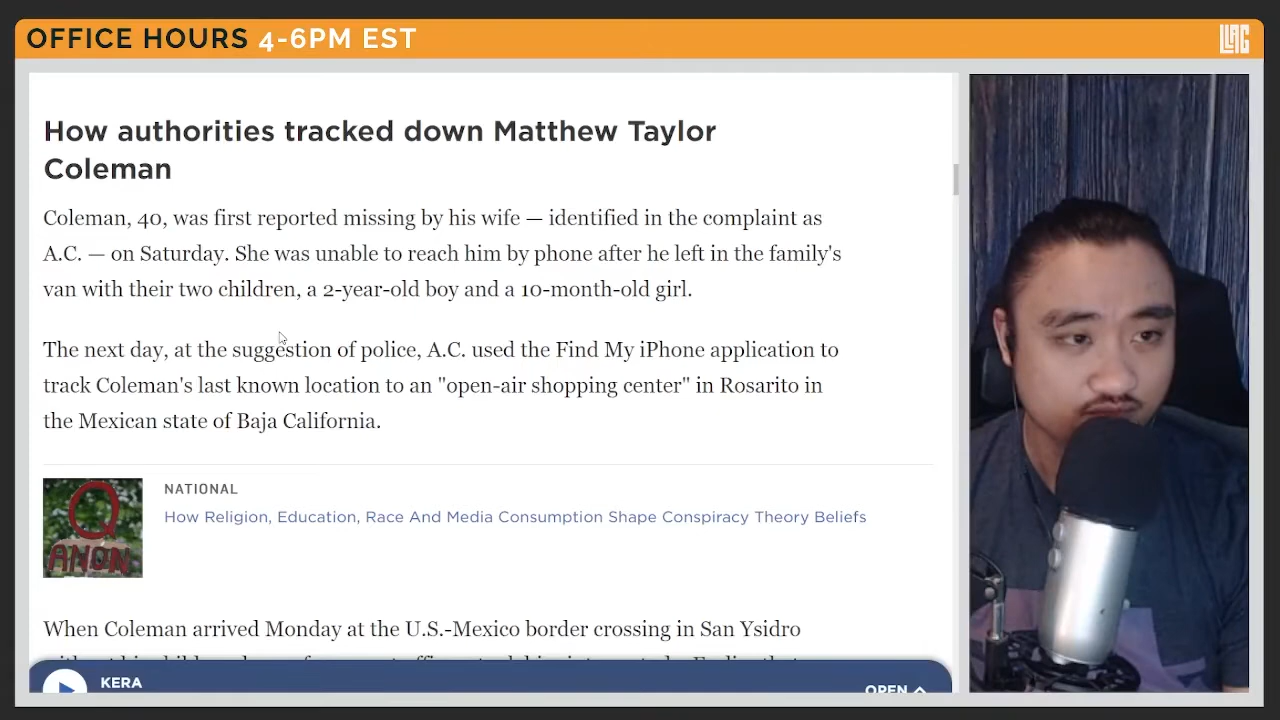 OFFICE HOURS 4-6PM EST
LLAG
How authorities tracked down Matthew Taylor
Coleman
Coleman, 40, was first reported missing by his wife — identified in the complaint as
A.C. — on Saturday. She was unable to reach him by phone after he left in the family's
van with their two children, a 2-year-old boy and a 10-month-old girl.
The next day, at the suggestion of police, A.C. used the Find My iPhone application to
track Coleman's last known location to an "open-air shopping center" in Rosarito in
the Mexican state of Baja California.
Q
ANON
NATIONAL
How Religion, Education, Race And Media Consumption Shape Conspiracy Theory Beliefs
When Coleman arrived Monday at the U.S.-Mexico border crossing in San Ysidro
KERA
OPEN